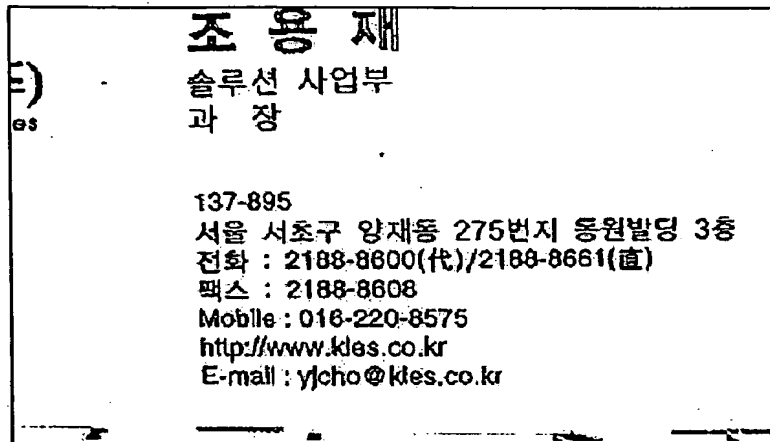 조 용 재
솔루션 사업부
과 장
137-895
서울 서초구 양재동 275번지 동원빌딩 3층
전화 : 2188-8600(代)/2188-8661(直)
팩스 : 2188-8608
Mobile : 016-220-8575
http://www.kles.co.kr
E-mail : yjcho@kles.co.kr